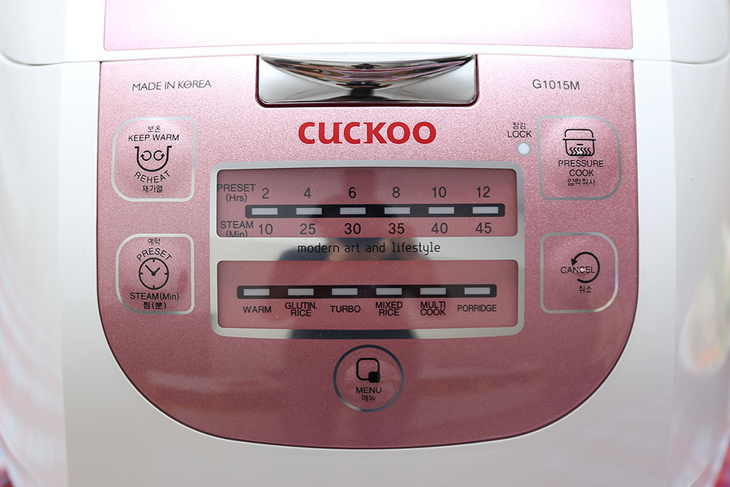 MADE IN KOREA
G1015M
CUCKOO
잠김
LOCK
보온
KEEP WARM
REHEAT
재가열
PRESSURE
COOK
압력취사
PRESET
(Hrs) 2 4 6 8 10 12
STEAM
(Min) 10 25 30 35 40 45
modern art and lifestyle
예약
PRESET
STEAM(Min)
찜(분)
CANCEL
취소
WARM
GLUTIN.
RICE
TURBO
MIXED
RICE
MULTI
COOK
PORRIDGE
MENU
메뉴